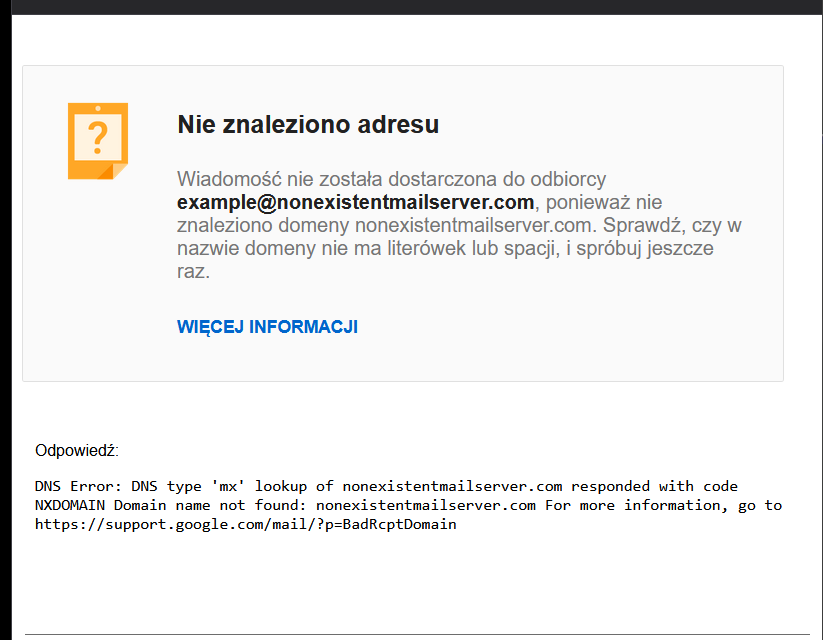 ?
Nie znaleziono adresu
Wiadomość nie została dostarczona do odbiorcy
example@nonexistentmailserver.com, ponieważ nie
znaleziono domeny nonexistentmailserver.com. Sprawdź, czy w
nazwie domeny nie ma literówek lub spacji, i spróbuj jeszcze
raz.
WIĘCEJ INFORMACJI
Odpowiedź:
DNS Error: DNS type 'mx' lookup of nonexistentmailserver.com responded with code
NXDOMAIN Domain name not found: nonexistentmailserver.com For more information, go to
https://support.google.com/mail/?p=BadRcptDomain